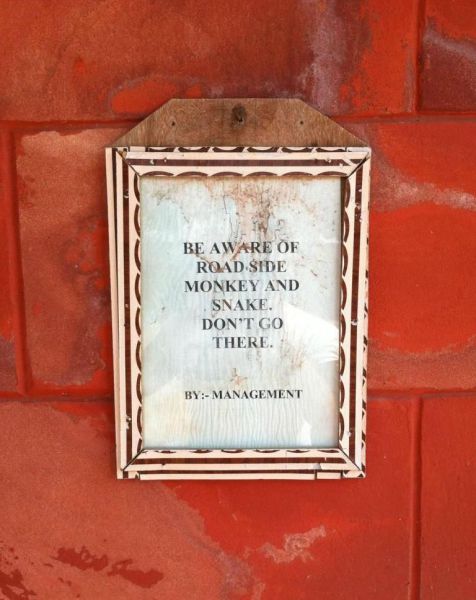 BE AWARE OF
ROAD SIDE
MONKEY AND
SNAKE.
DON'T GO
THERE.
BY:- MANAGEMENT